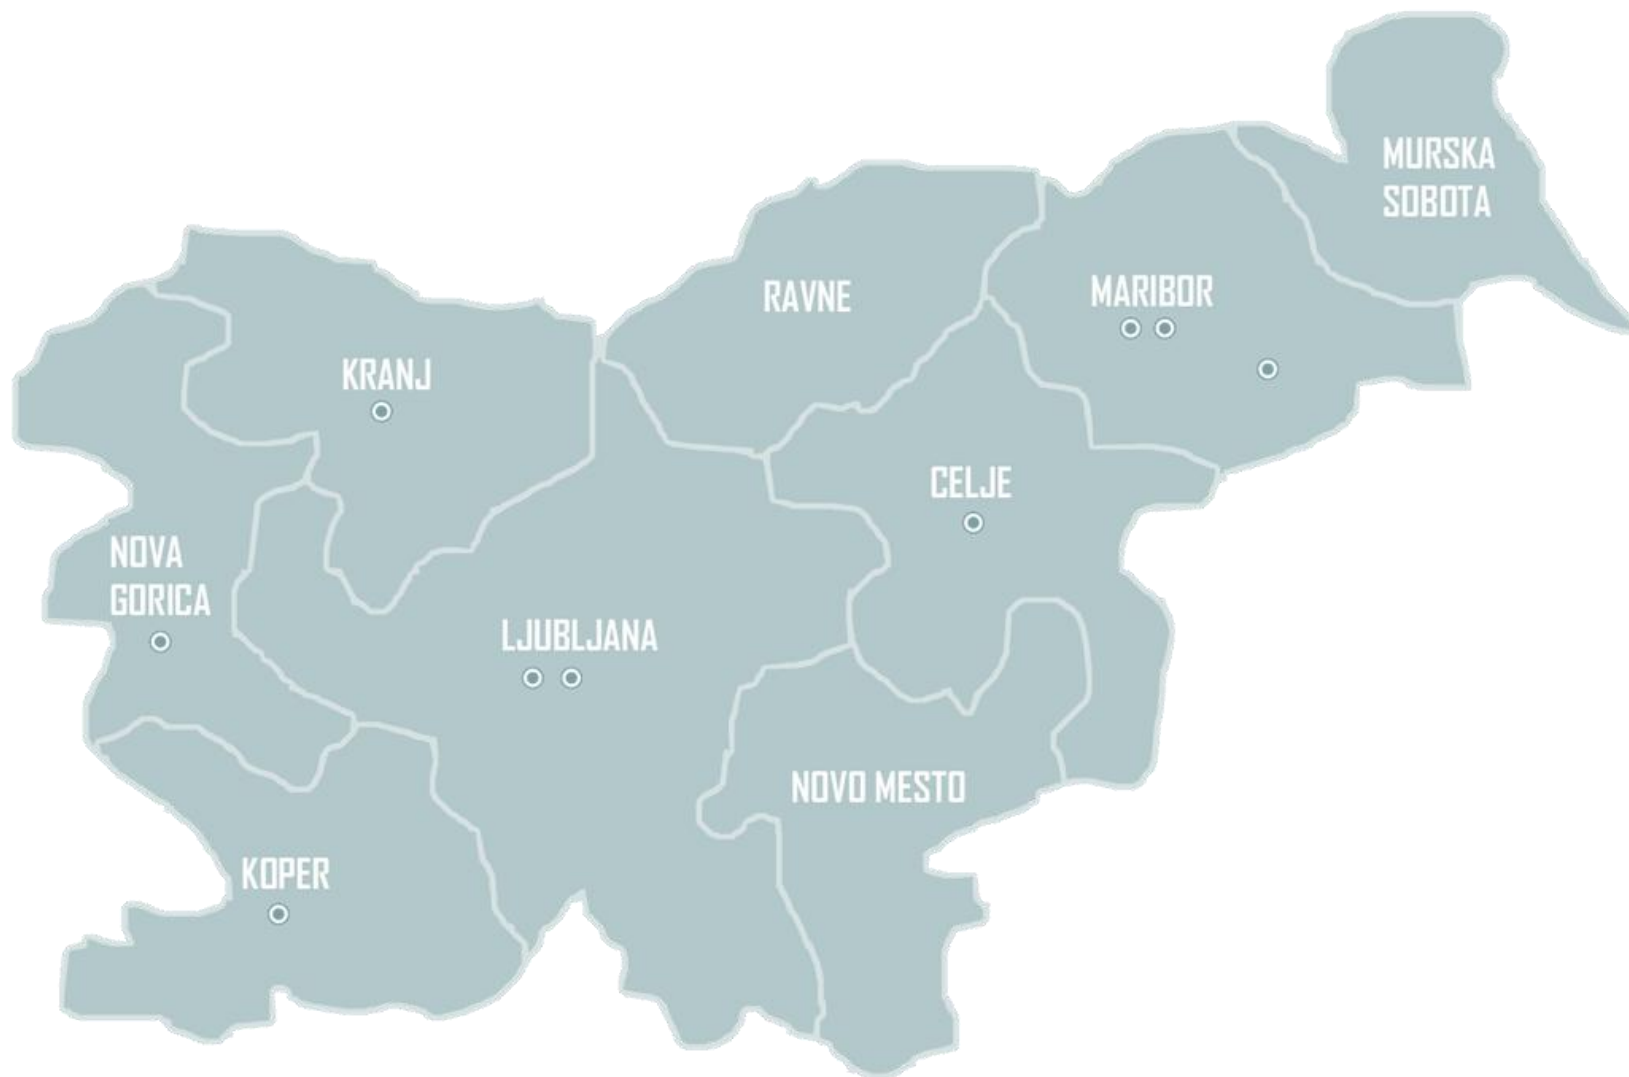 MURSKA
SOBOTA
RAVNE
MARIBOR
KRANJ
CELJE
NOVA
GORICA
LJUBLJANA
NOVO MESTO
KOPER